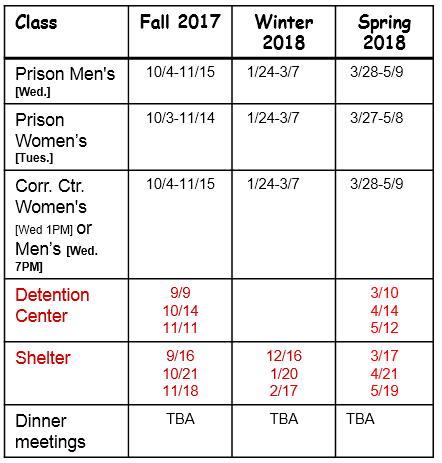 Class Fall 2017 Winter 2018 Spring 2018
Prison Men's [Wed.] 10/4-11/15 1/24-3/7 3/28-5/9
Prison Women’s [Tues.] 10/3-11/14 1/24-3/7 3/27-5/8
Corr. Ctr. Women's [Wed 1PM] or Men’s [Wed. 7PM] 10/4-11/15 1/24-3/7 3/28-5/9
Detention Center 9/9 10/14 11/11 3/10 4/14 5/12
Shelter 9/16 10/21 11/18 12/16 1/20 2/17 3/17 4/21 5/19
Dinner meetings TBA TBA TBA